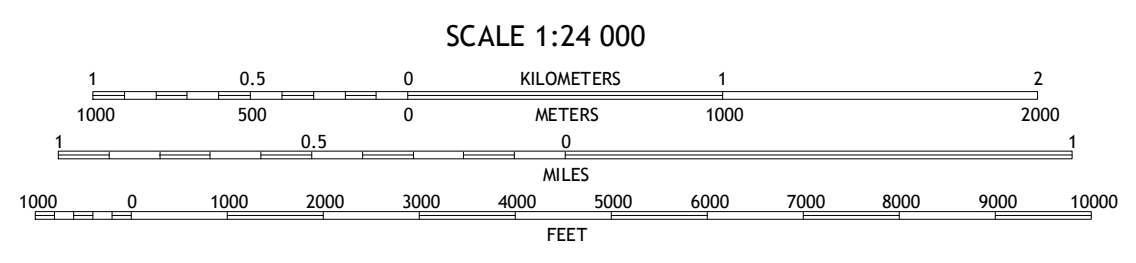 SCALE 1:24 000
1 0.5 0 KILOMETERS 1 2
1000 500 0 METERS 1000 2000
1 0.5 0 1
MILES
1000 0 1000 2000 3000 4000 5000 6000 7000 8000 9000 10000
FEET